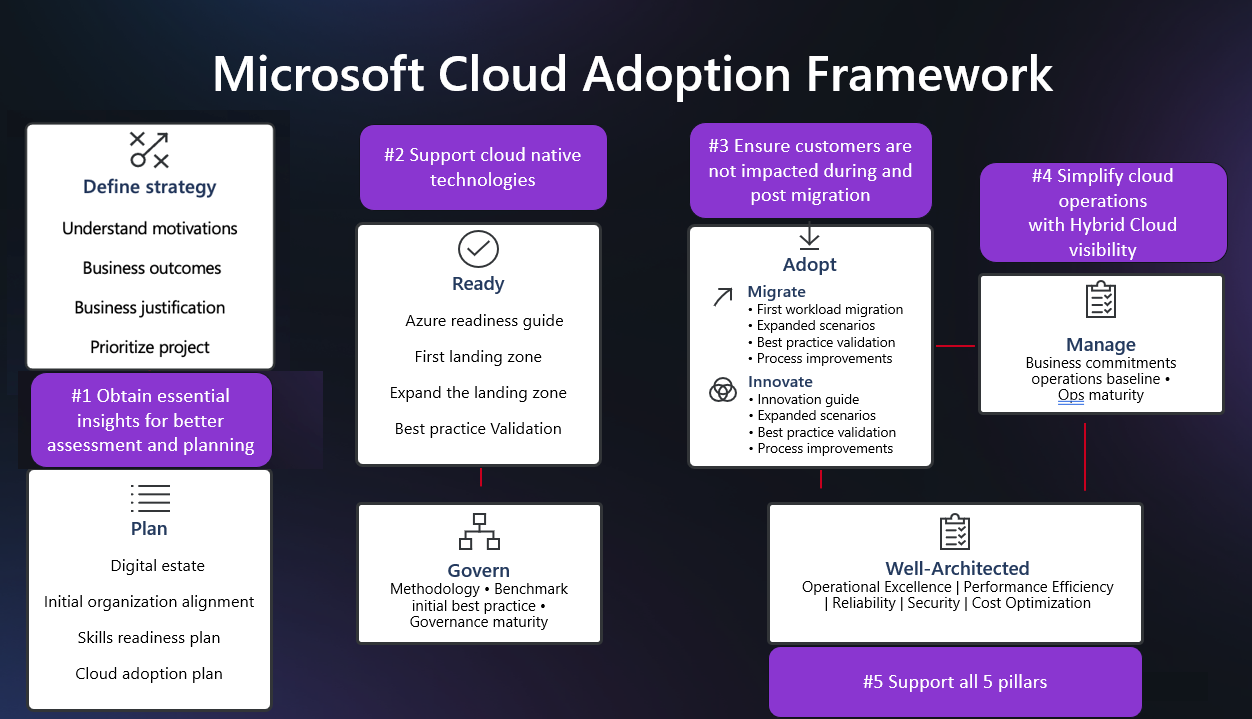 Microsoft Cloud Adoption Framework
Define strategy
Understand motivations
Business outcomes
Business justification
Prioritize project
#1 Obtain essential
insights for better
assessment and planning
Plan
Digital estate
Initial organization alignment
Skills readiness plan
Cloud adoption plan
#2 Support cloud native
technologies
Ready
Azure readiness guide
First landing zone
Expand the landing zone
Best practice Validation
Govern
Methodology • Benchmark
initial best practice •
Governance maturity
#3 Ensure customers are
not impacted during and
post migration
Adopt
Migrate
• First workload migration
• Expanded scenarios
• Best practice validation
• Process improvements
Innovate
• Innovation guide
• Expanded scenarios
• Best practice validation
• Process improvements
#4 Simplify cloud
operations
with Hybrid Cloud
visibility
Manage
Business commitments
operations baseline •
Ops maturity
Well-Architected
Operational Excellence | Performance Efficiency
| Reliability | Security | Cost Optimization
#5 Support all 5 pillars